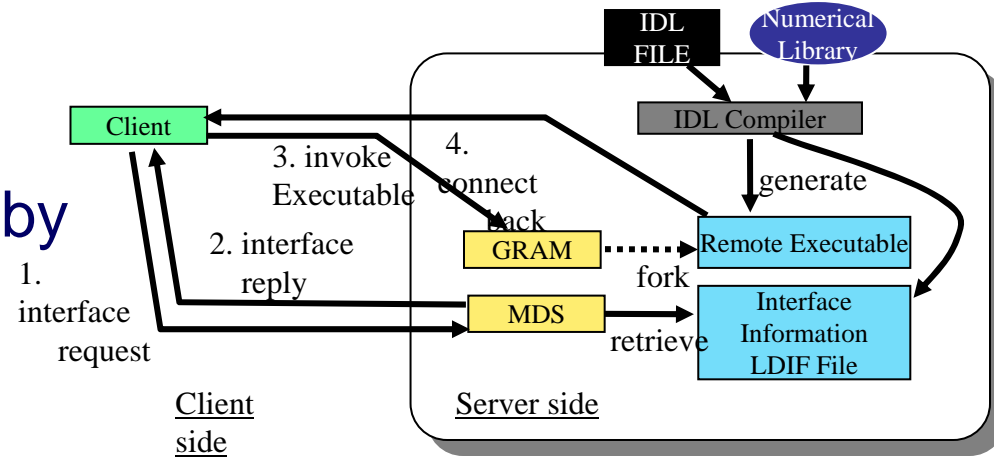 IDL
FILE
Numerical
Library
Client
IDL Compiler
3. invoke
Executable
4.
connect
back
generate
by
2. interface
reply
GRAM
fork
Remote Executable
1.
interface
request
MDS
retrieve
Interface
Information
LDIF File
Client
side
Server side